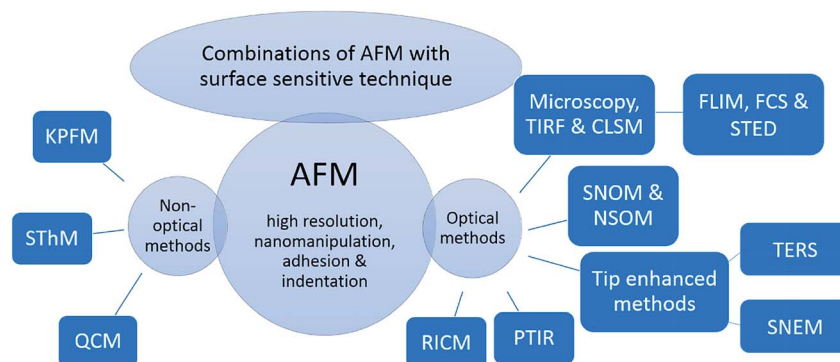 Combinations of AFM with
surface sensitive technique
KPFM
SThM
QCM
Non-
optical
methods
AFM
high resolution,
nanomanipulation,
adhesion &
indentation
Optical
methods
Microscopy,
TIRF & CLSM
FLIM, FCS &
STED
SNOM &
NSOM
Tip enhanced
methods
TERS
SNEM
RICM
PTIR